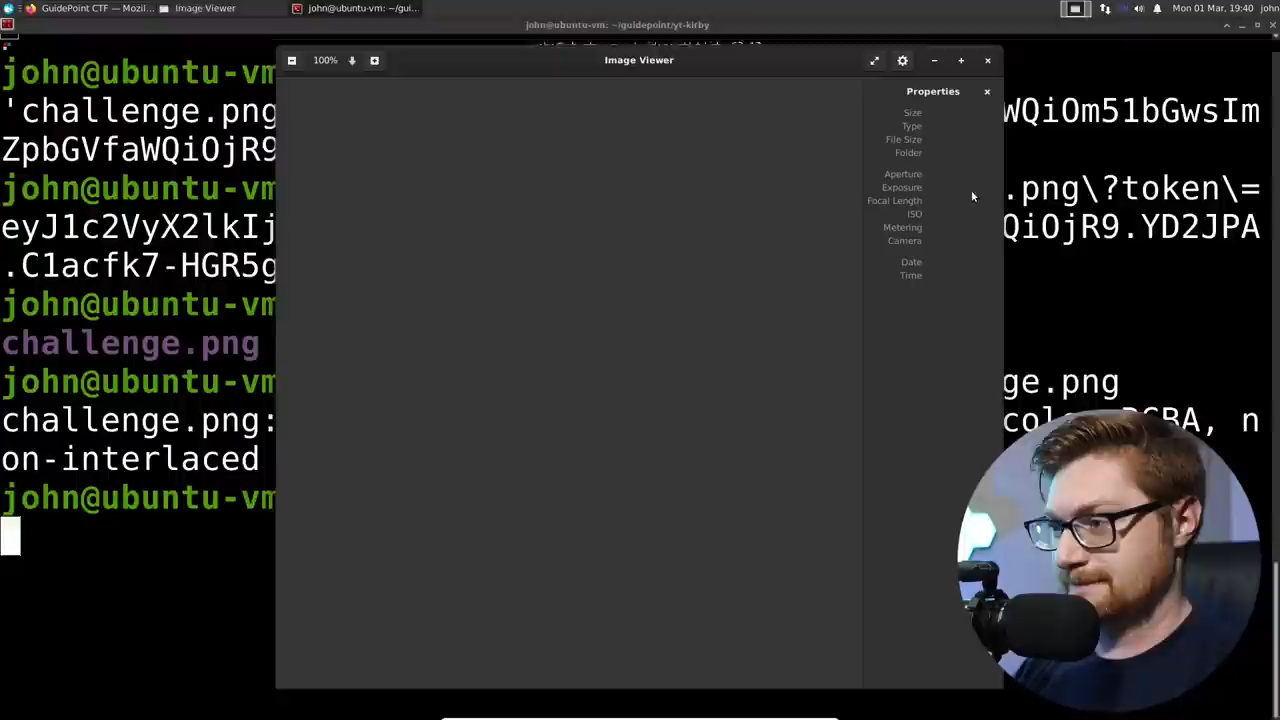 GuidePoint CTF — Mozil...
Image Viewer
john@ubuntu-vm: ~/gui...
Mon 01 Mar, 19:40
john
john@ubuntu-vm: ~/guidepoint/yt-kirby
100%
Image Viewer
Properties
Size
Type
File Size
Folder
Aperture
Exposure
Focal Length
ISO
Metering
Camera
Date
Time
john@ubuntu-vm
'challenge.png
WQiOm51bGwsIm
ZpbGVfaWQiOjR9
john@ubuntu-vm
.png\?token\=
eyJ1c2VyX2lkIj
QiOjR9.YD2JPA
.C1acfk7-HGR5g
john@ubuntu-vm
challenge.png
john@ubuntu-vm
ge.png
challenge.png:
RGBA, n
on-interlaced
john@ubuntu-vm